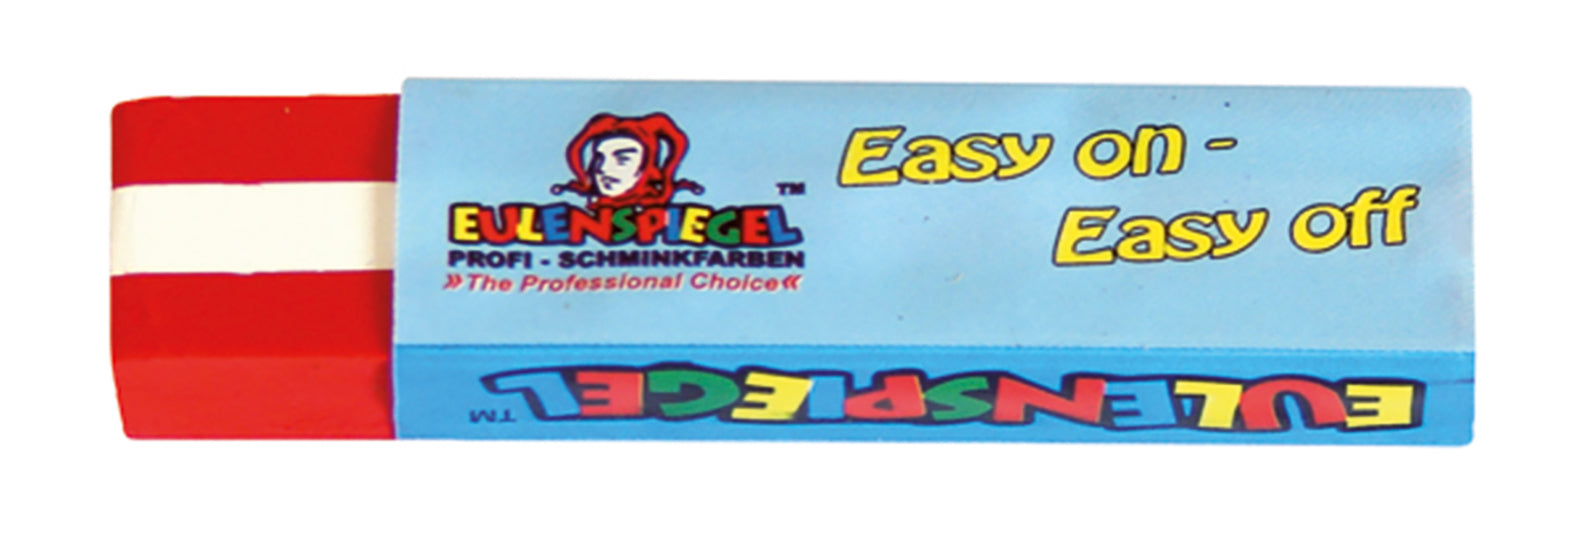 TM
EULENSPIEGEL
PROFI - SCHMINKFARBEN
»The Professional Choice«
Easy on -
Easy off
EULENSPIEGEL
TM